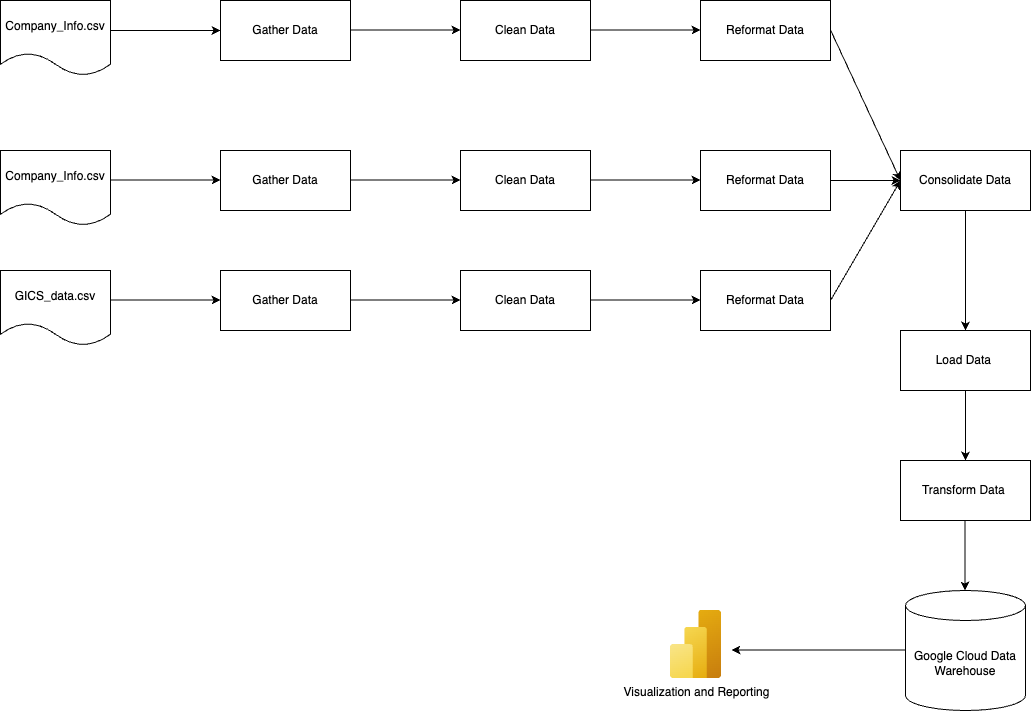 Company_Info.csv
Gather Data
Clean Data
Reformat Data
Company_Info.csv
Gather Data
Clean Data
Reformat Data
Consolidate Data
GICS_data.csv
Gather Data
Clean Data
Reformat Data
Load Data
Transform Data
Google Cloud Data
Warehouse
Visualization and Reporting